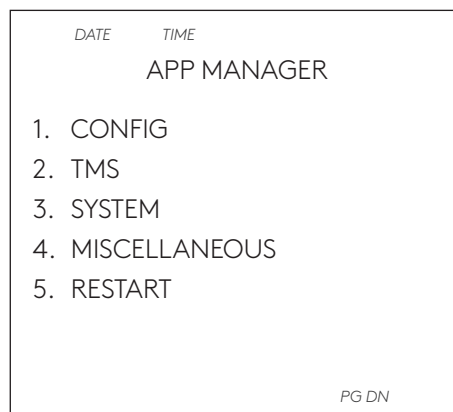 DATE TIME
APP MANAGER
1. CONFIG
2. TMS
3. SYSTEM
4. MISCELLANEOUS
5. RESTART
PG DN